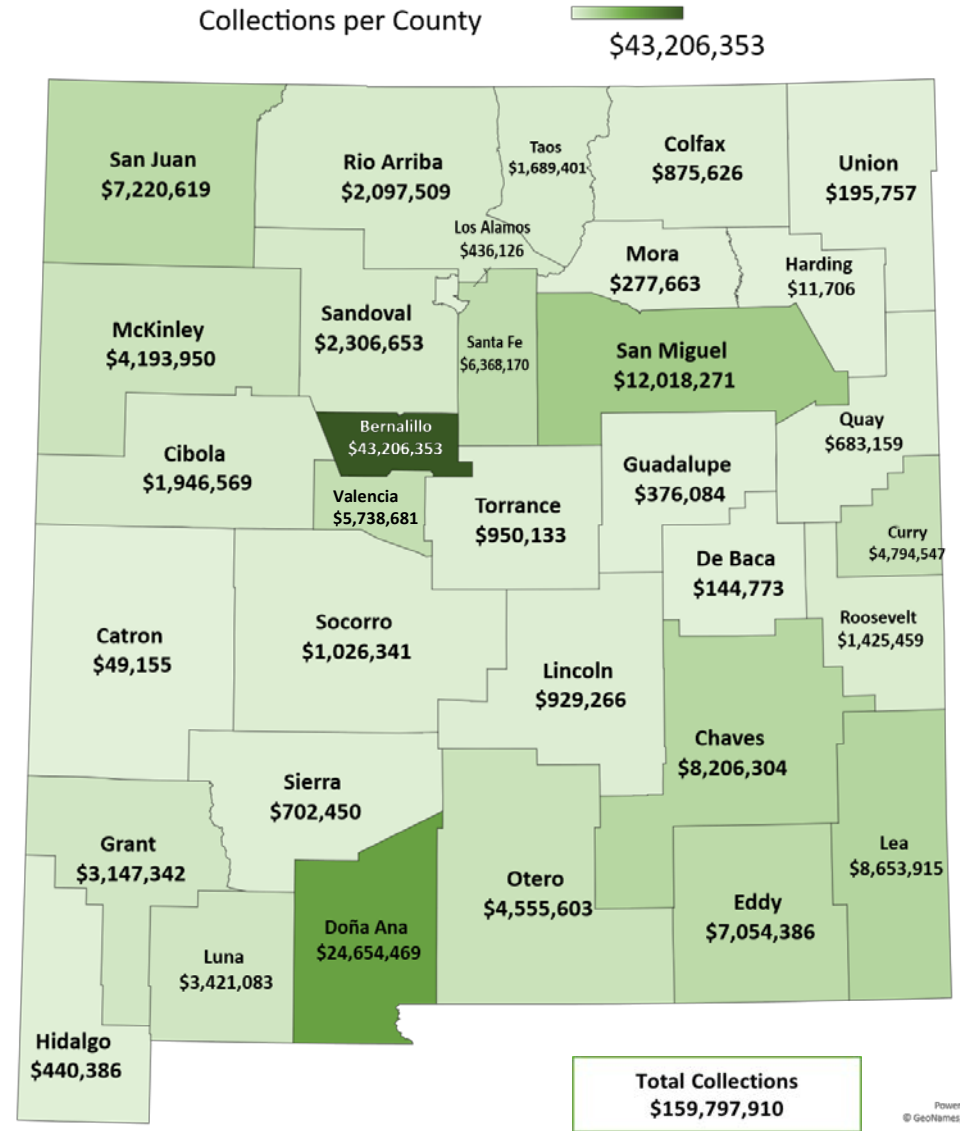 Collections per County
$43,206,353
San Juan
$7,220,619
Rio Arriba
$2,097,509
Taos
$1,689,401
Colfax
$875,626
Union
$195,757
Los Alamos
$436,126
Mora
$277,663
Harding
$11,706
McKinley
$4,193,950
Sandoval
$2,306,653
Santa Fe
$6,368,170
San Miguel
$12,018,271
Bernalillo
$43,206,353
Quay
$683,159
Cibola
$1,946,569
Valencia
$5,738,681
Torrance
$950,133
Guadalupe
$376,084
Curry
$4,794,547
De Baca
$144,773
Catron
$49,155
Socorro
$1,026,341
Lincoln
$929,266
Roosevelt
$1,425,459
Chaves
$8,206,304
Sierra
$702,450
Grant
$3,147,342
Lea
$8,653,915
Otero
$4,555,603
Eddy
$7,054,386
Doña Ana
$24,654,469
Luna
$3,421,083
Hidalgo
$440,386
Total Collections
$159,797,910
Powe
© GeoNames